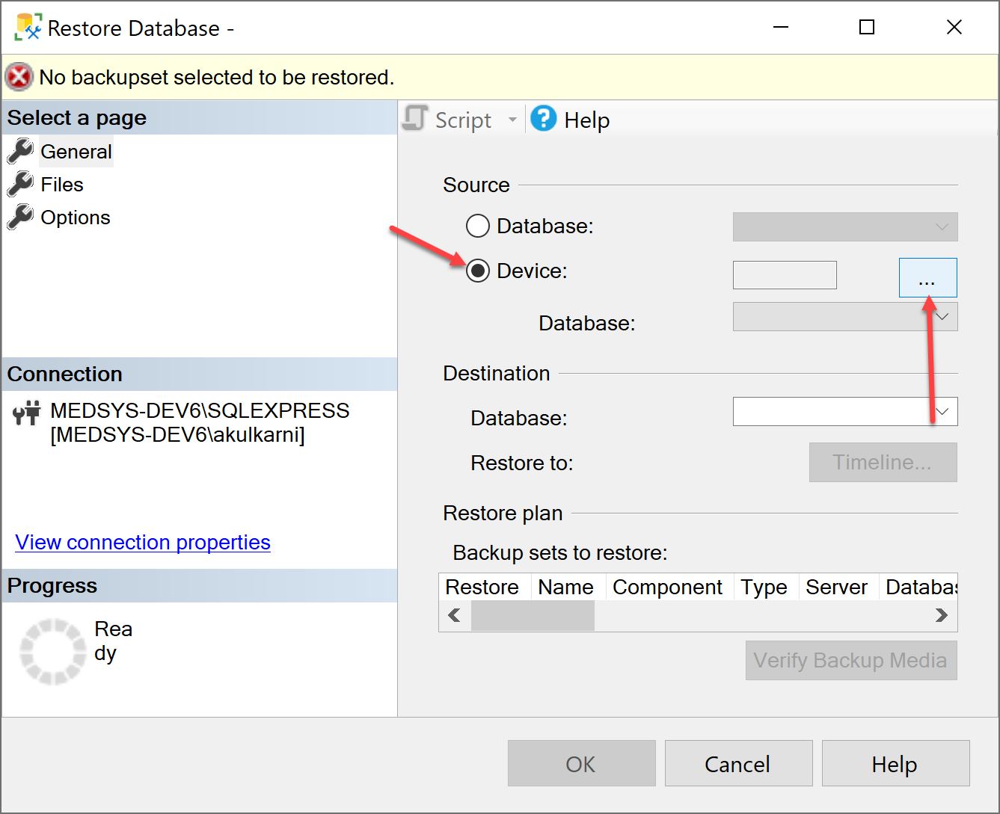 Restore Database -
No backupset selected to be restored.
Select a page
General
Files
Options
Connection
MEDSYS-DEV6\SQLEXPRESS
[MEDSYS-DEV6\akulkarni]
View connection properties
Progress
Rea
dy
Script
Help
Source
Database:
Device:
...
Database:
Destination
Database:
Restore to:
Timeline...
Restore plan
Backup sets to restore:
Restore Name Component Type Server Databas
Verify Backup Media
OK Cancel Help